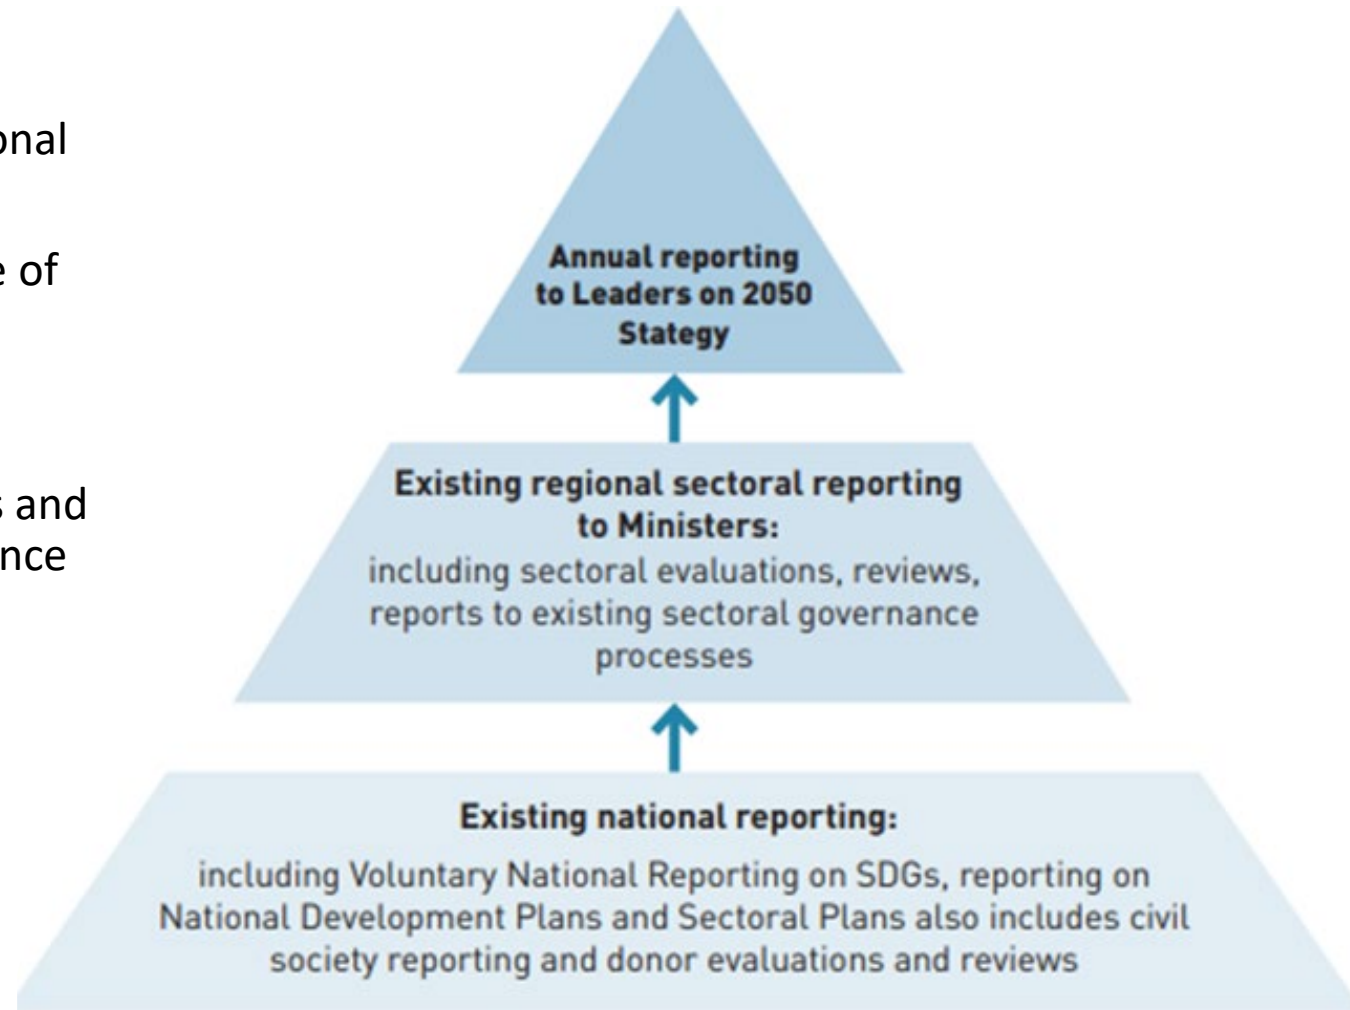 onal
e of
s and
nce
Annual reporting
to Leaders on 2050
Stategy
Existing regional sectoral reporting
to Ministers:
including sectoral evaluations, reviews,
reports to existing sectoral governance
processes
Existing national reporting:
including Voluntary National Reporting on SDGs, reporting on
National Development Plans and Sectoral Plans also includes civil
society reporting and donor evaluations and reviews